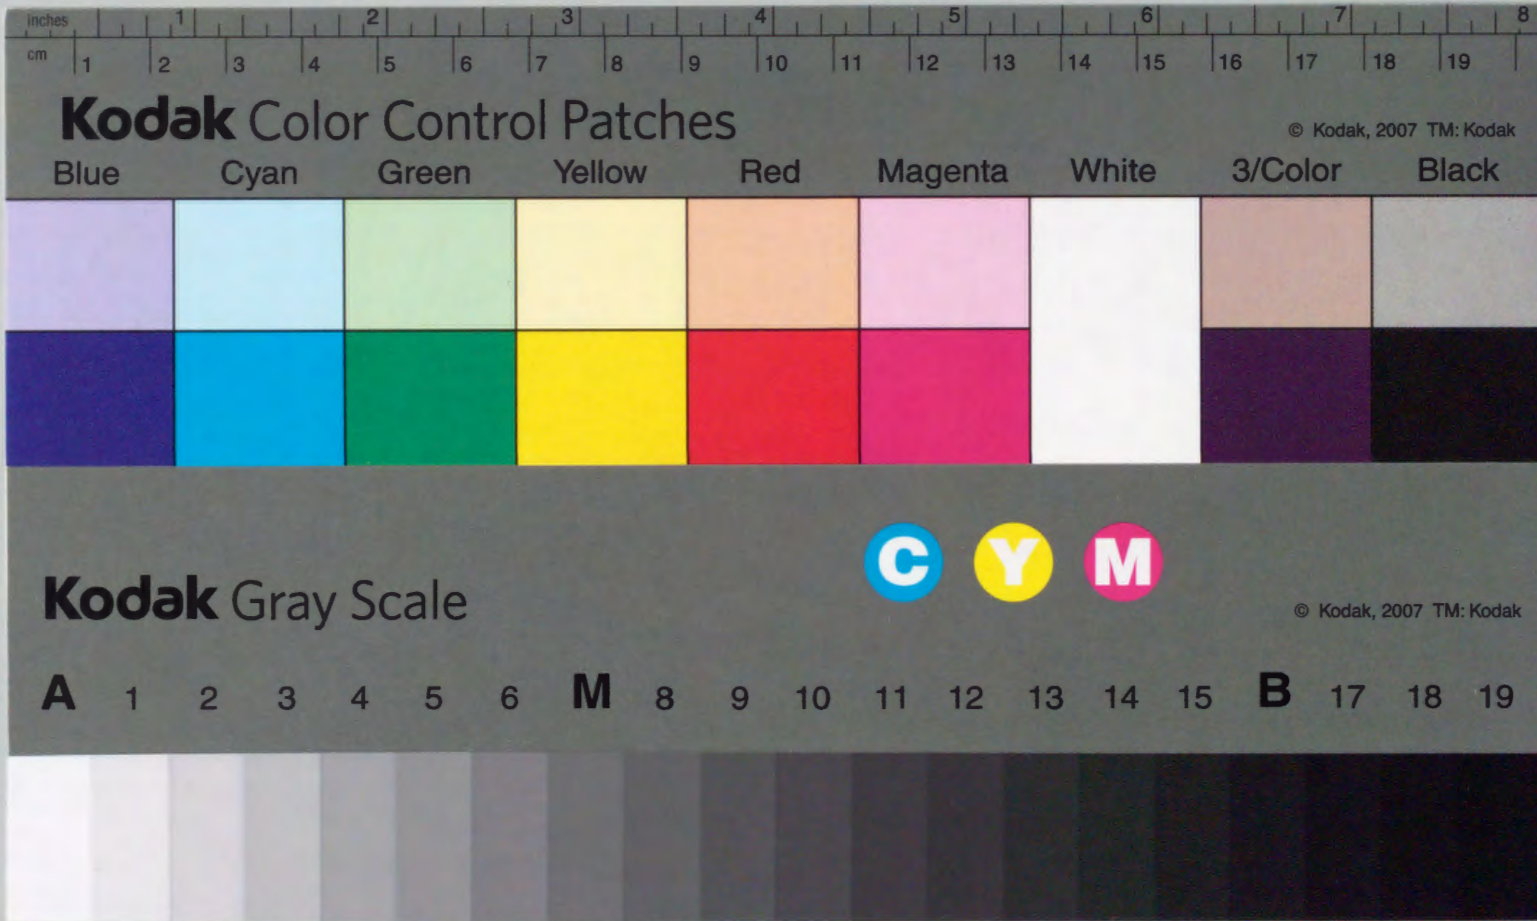 inches 1 2 3 4 5 6 7 8
cm 1 2 3 4 5 6 7 8 9 10 11 12 13 14 15 16 17 18 19
Kodak Color Control Patches
© Kodak, 2007 TM: Kodak
Blue Cyan Green Yellow Red Magenta White 3/Color Black
C Y M
Kodak Gray Scale
© Kodak, 2007 TM: Kodak
A 1 2 3 4 5 6 M 8 9 10 11 12 13 14 15 B 17 18 19